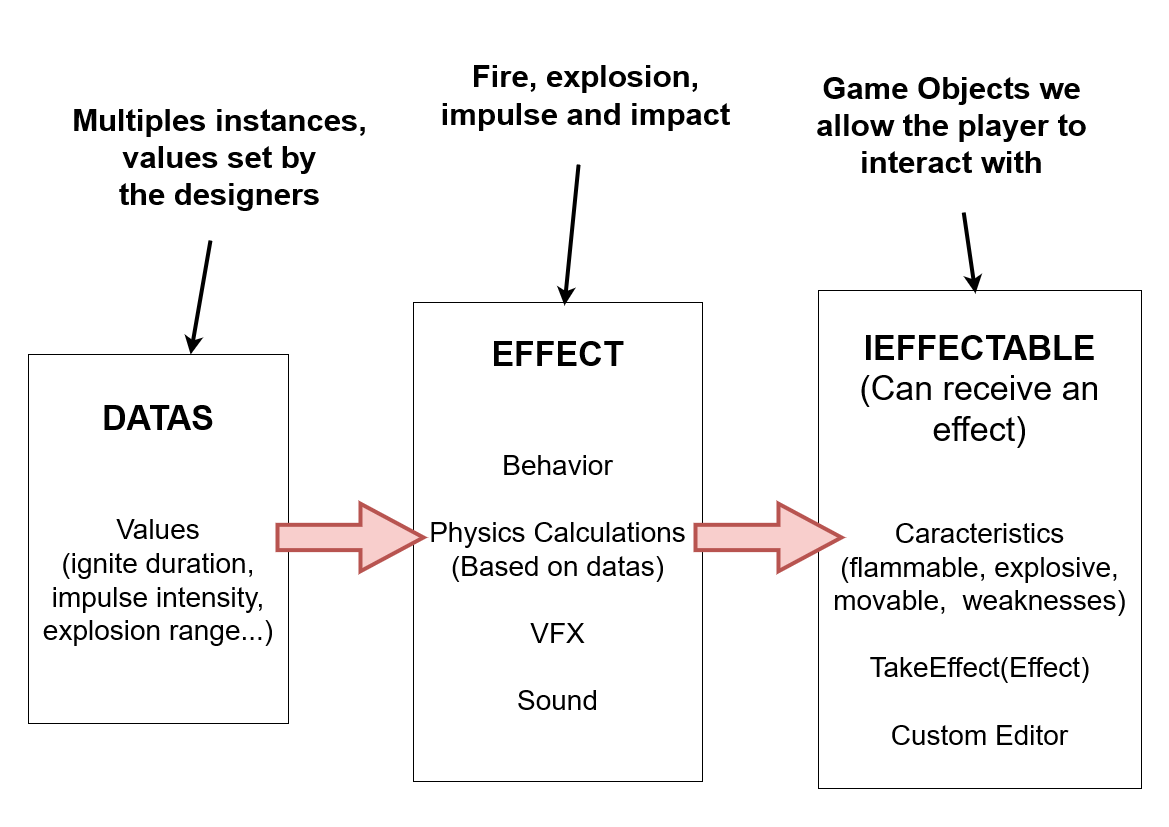 Multiples instances,
values set by
the designers
Fire, explosion,
impulse and impact
Game Objects we
allow the player to
interact with
DATAS
Values
(ignite duration,
impulse intensity,
explosion range...)
EFFECT
Behavior
Physics Calculations
(Based on datas)
VFX
Sound
IEFFECTABLE
(Can receive an
effect)
Caracteristics
(flammable, explosive,
movable,  weaknesses)
TakeEffect(Effect)
Custom Editor